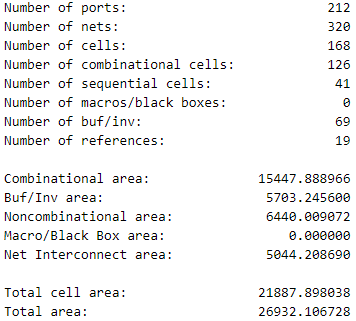 Number of ports: 212
Number of nets: 320
Number of cells: 168
Number of combinational cells: 126
Number of sequential cells: 41
Number of macros/black boxes: 0
Number of buf/inv: 69
Number of references: 19
Combinational area: 15447.888966
Buf/Inv area: 5703.245600
Noncombinational area: 6440.009072
Macro/Black Box area: 0.000000
Net Interconnect area: 5044.208690
Total cell area: 21887.898038
Total area: 26932.106728